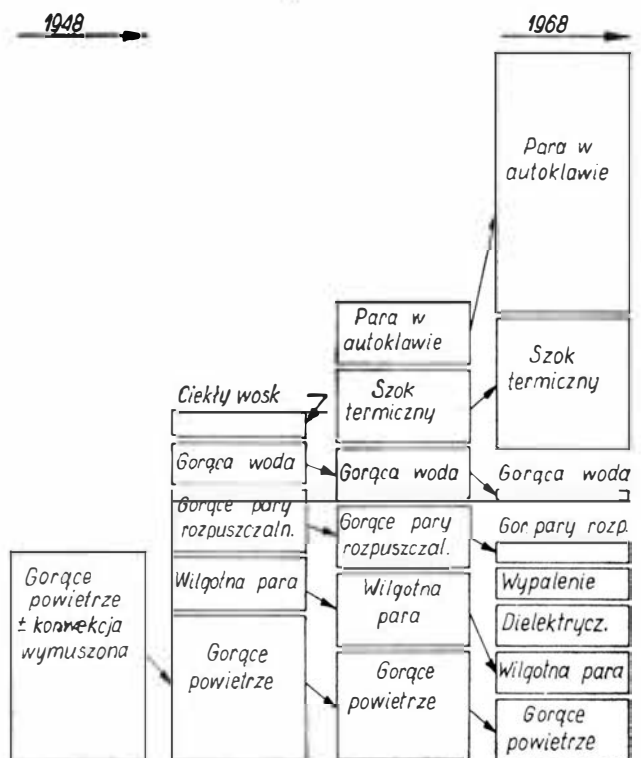 1948
1968
Gorące
powietrze
± konwekcja
wymuszona
Ciekły wosk
Gorąca woda
Gorące pary
rozpuszczaln.
Wilgotna para
Gorące
powietrze
Para w
autoklawie
Szok
termiczny
Gorąca woda
Gorące pary
rozpuszczal.
Wilgotna
para
Gorące
powietrze
Para w
autoklawie
Szok
termiczny
Gorąca woda
Gor. pary rozp.
Wypalenie
Dielektrycz.
Wilgotna para
Gorące
powietrze